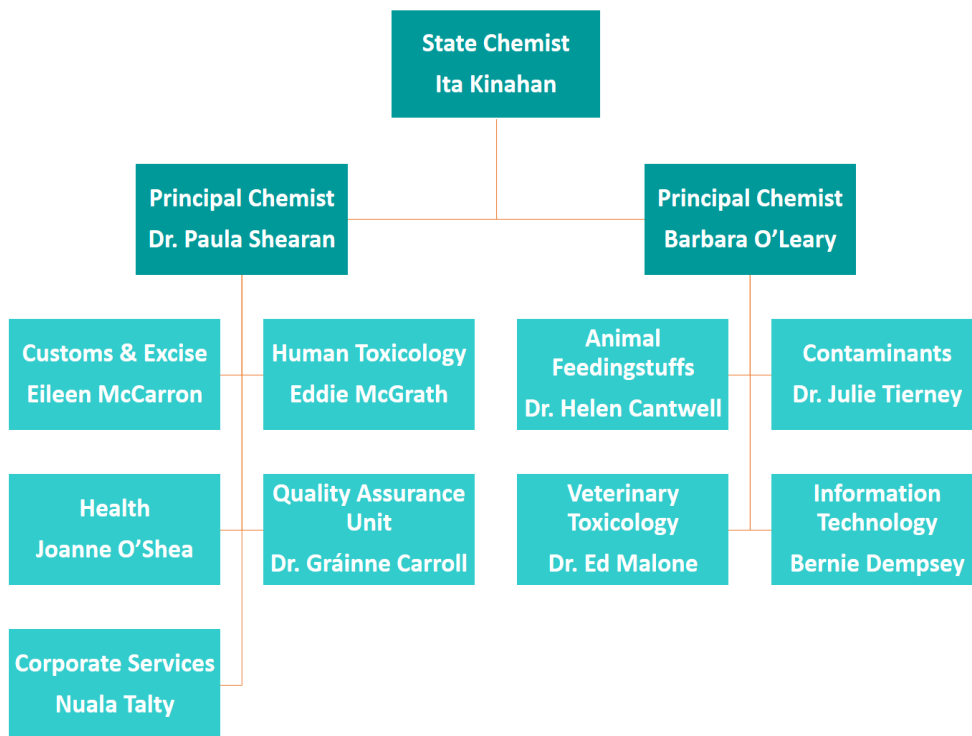 State Chemist
Ita Kinahan
Principal Chemist
Dr. Paula Shearan
Principal Chemist
Barbara O’Leary
Customs & Excise
Eileen McCarron
Human Toxicology
Eddie McGrath
Animal
Feedingstuffs
Dr. Helen Cantwell
Contaminants
Dr. Julie Tierney
Health
Joanne O’Shea
Quality Assurance
Unit
Dr. Gráinne Carroll
Veterinary
Toxicology
Dr. Ed Malone
Information
Technology
Bernie Dempsey
Corporate Services
Nuala Talty